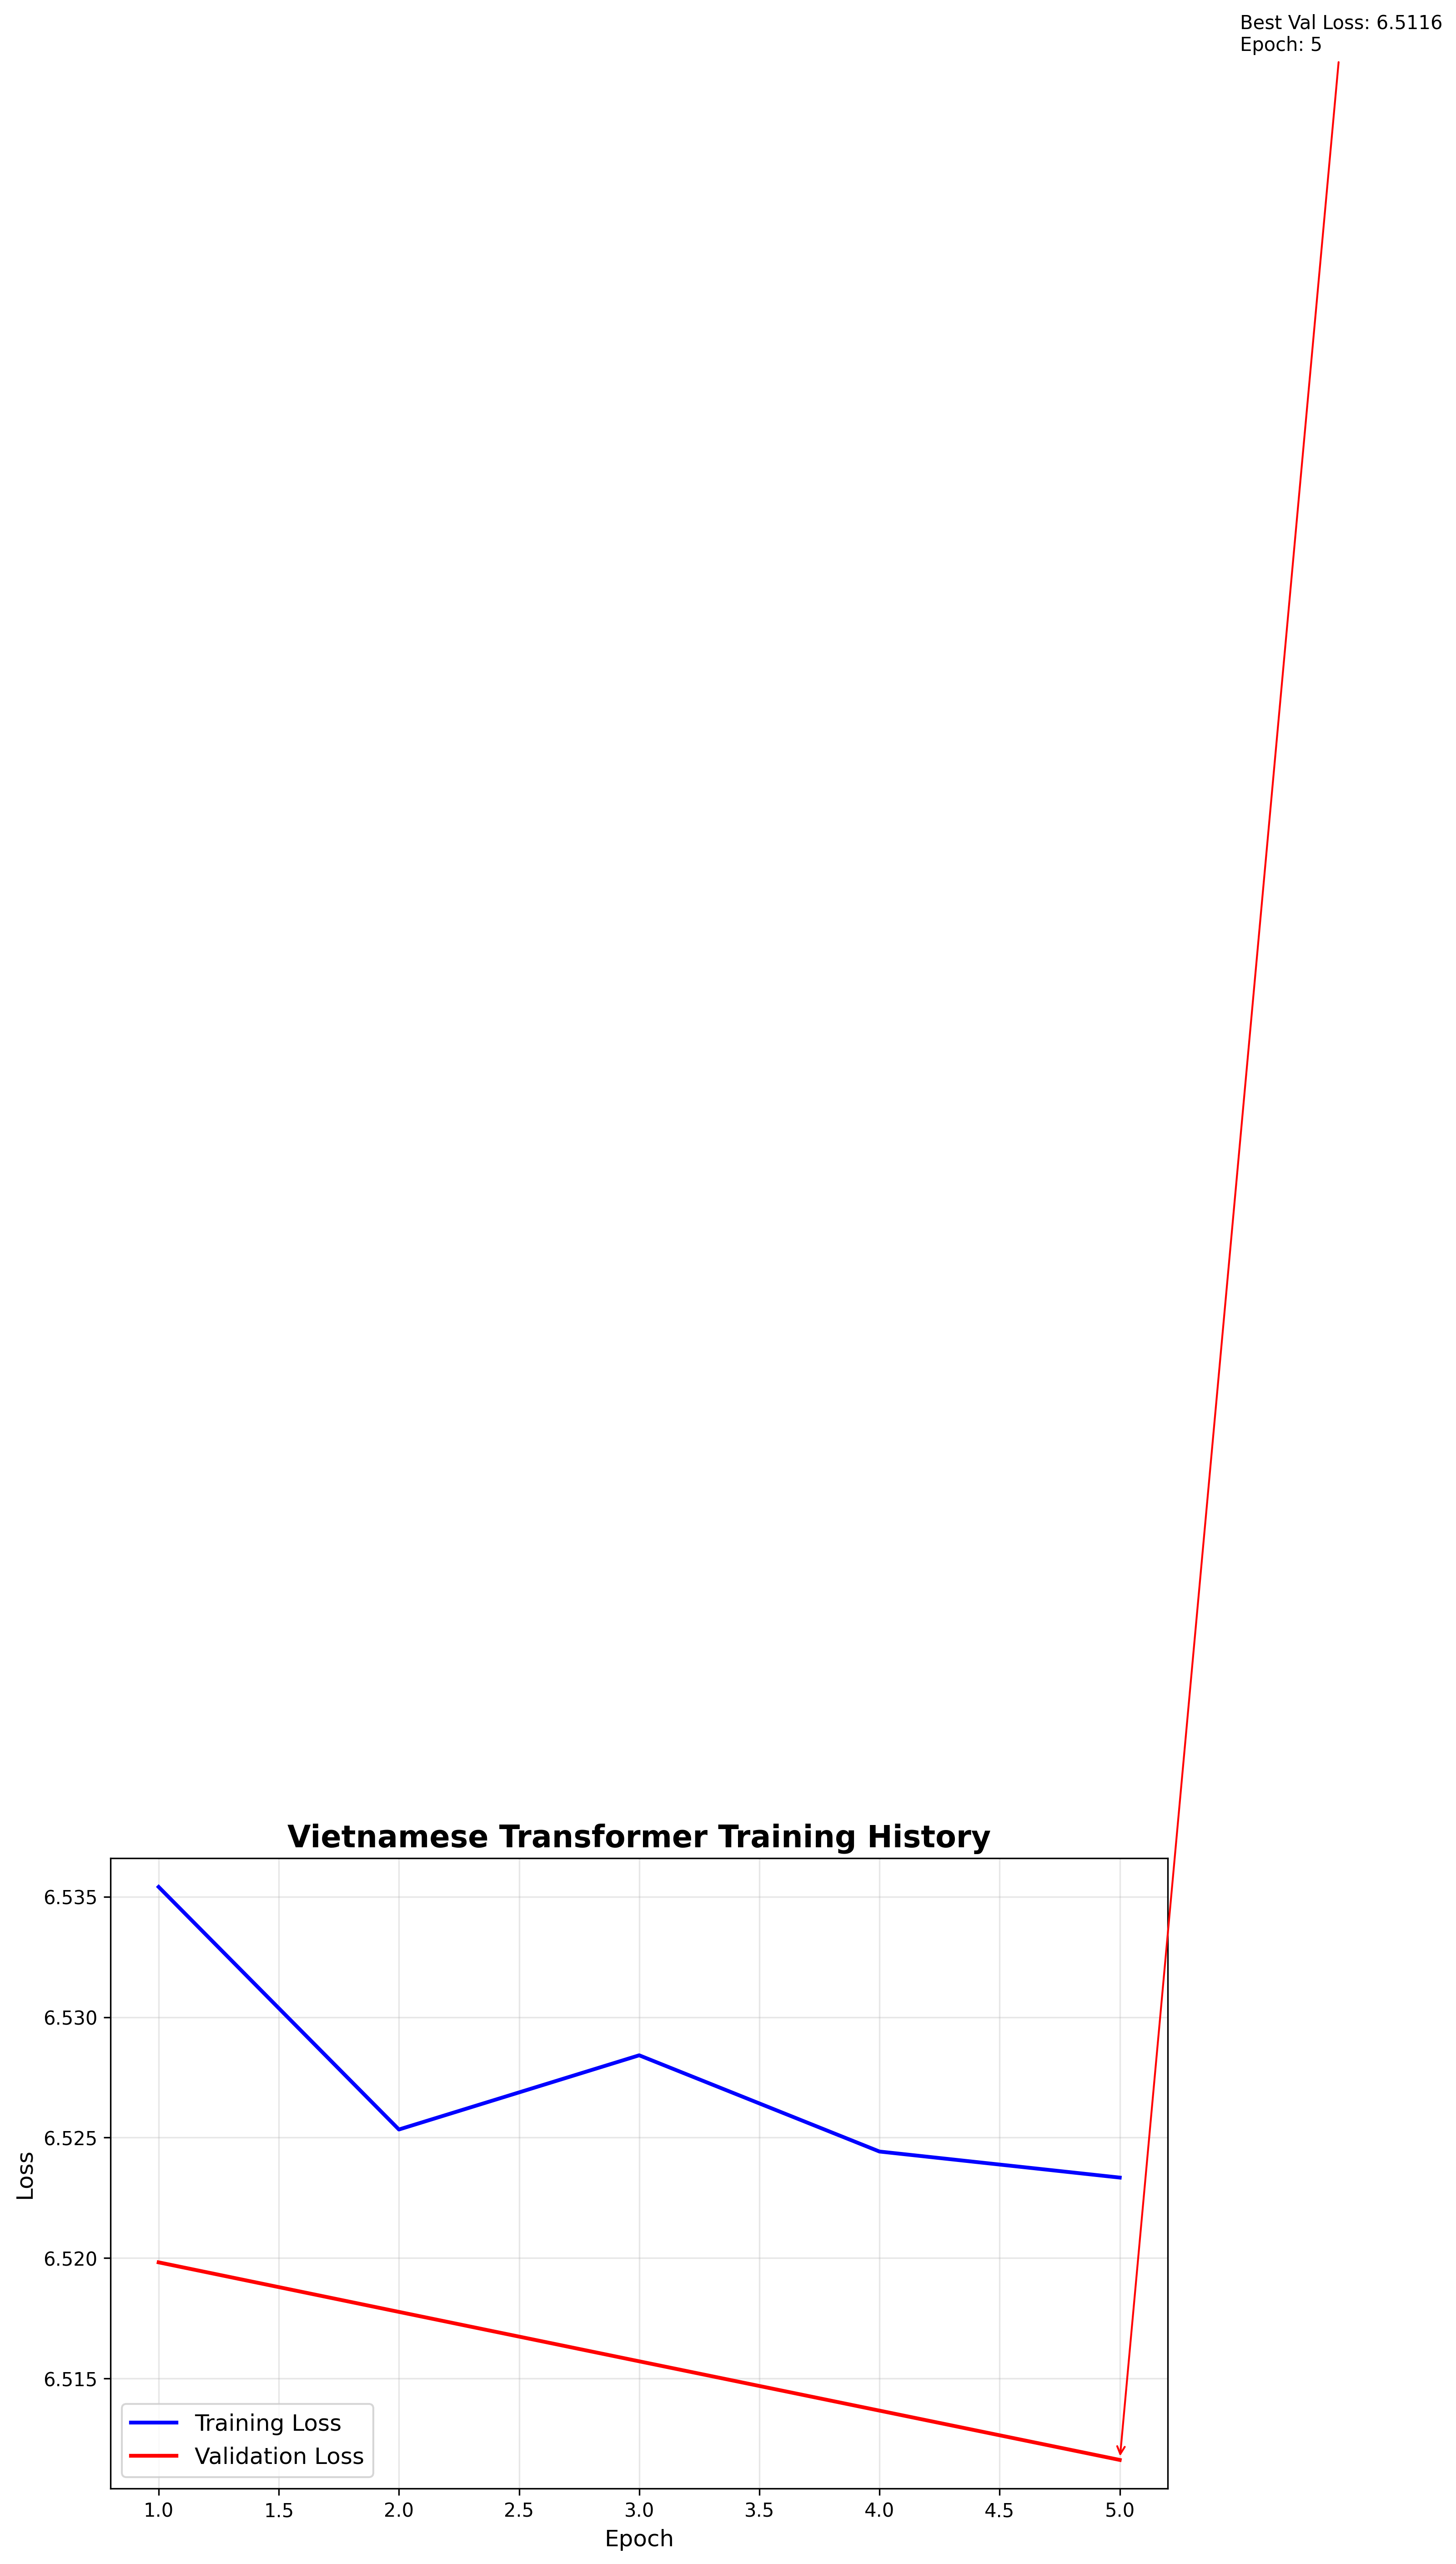 Best Val Loss: 6.5116
Epoch: 5
Vietnamese Transformer Training History
6.535
6.530
6.525
6.520
6.515
Loss
Training Loss
Validation Loss
1.0 1.5 2.0 2.5 3.0 3.5 4.0 4.5 5.0
Epoch